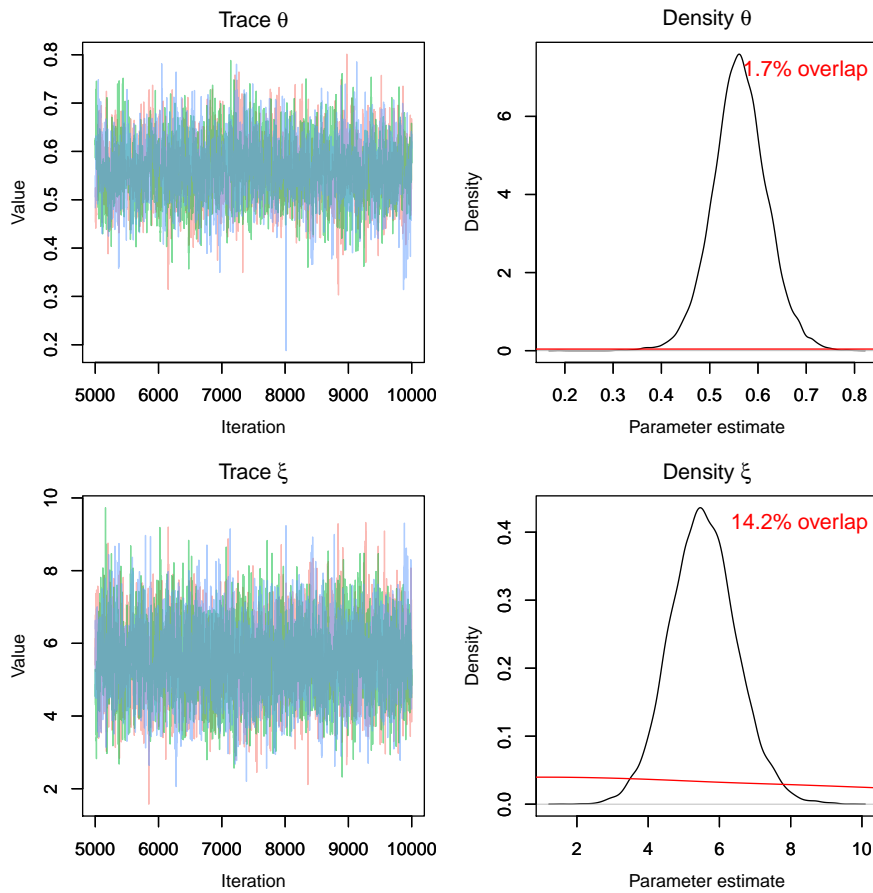 Trace θ
Value
0.2 0.3 0.4 0.5 0.6 0.7 0.8
5000 6000 7000 8000 9000 10000
Iteration
Density θ
1.7% overlap
Density
0 2 4 6
0.2 0.3 0.4 0.5 0.6 0.7 0.8
Parameter estimate
Trace ξ
Value
2 4 6 8 10
5000 6000 7000 8000 9000 10000
Iteration
Density ξ
14.2% overlap
Density
0.0 0.1 0.2 0.3 0.4
2 4 6 8 10
Parameter estimate